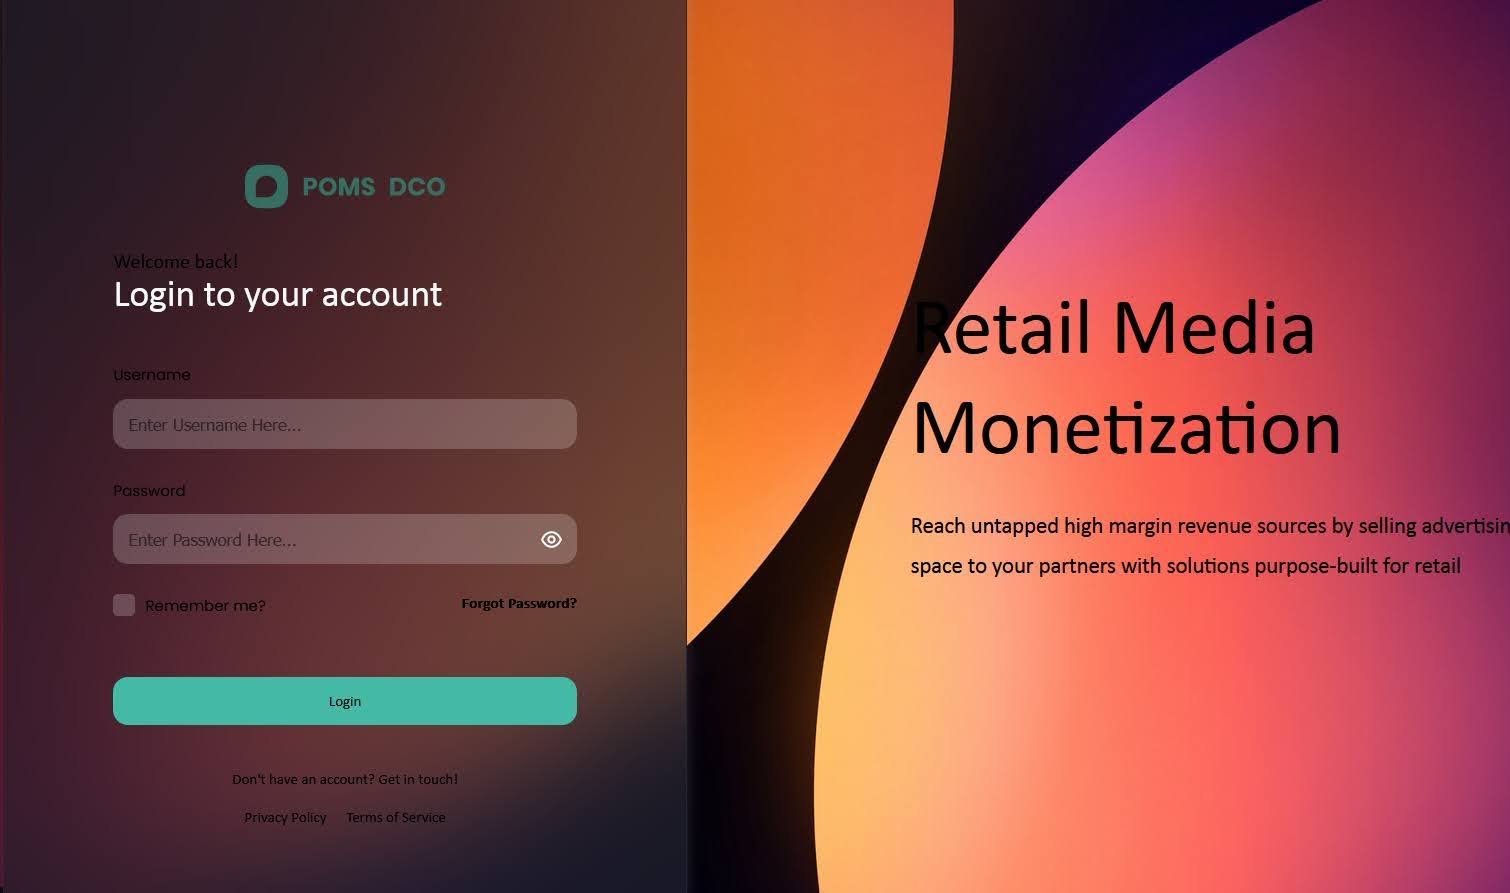 POMS DCO
Welcome back!
Login to your account
Username
Enter Username Here...
Password
Enter Password Here...
Remember me?
Forgot Password?
Login
Don't have an account? Get in touch!
Privacy Policy Terms of Service
Retail Media
Monetization
Reach untapped high margin revenue sources by selling advertisin
space to your partners with solutions purpose-built for retail